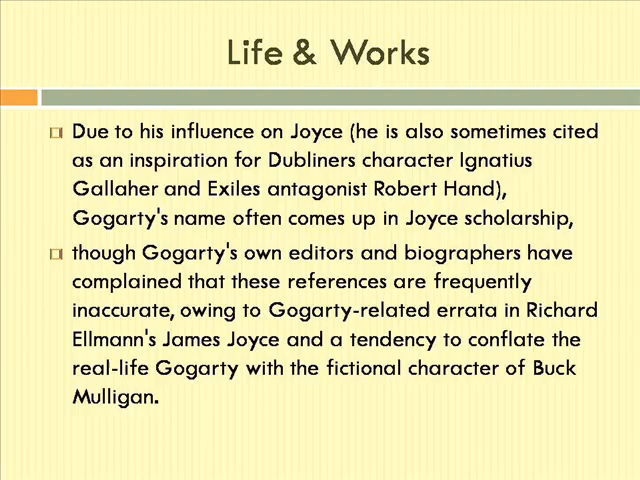 Life & Works
Due to his influence on Joyce (he is also sometimes cited
as an inspiration for Dubliners character Ignatius
Gallaher and Exiles antagonist Robert Hand),
Gogarty's name often comes up in Joyce scholarship,
though Gogarty's own editors and biographers have
complained that these references are frequently
inaccurate, owing to Gogarty-related errata in Richard
Ellmann's James Joyce and a tendency to conflate the
real-life Gogarty with the fictional character of Buck
Mulligan.